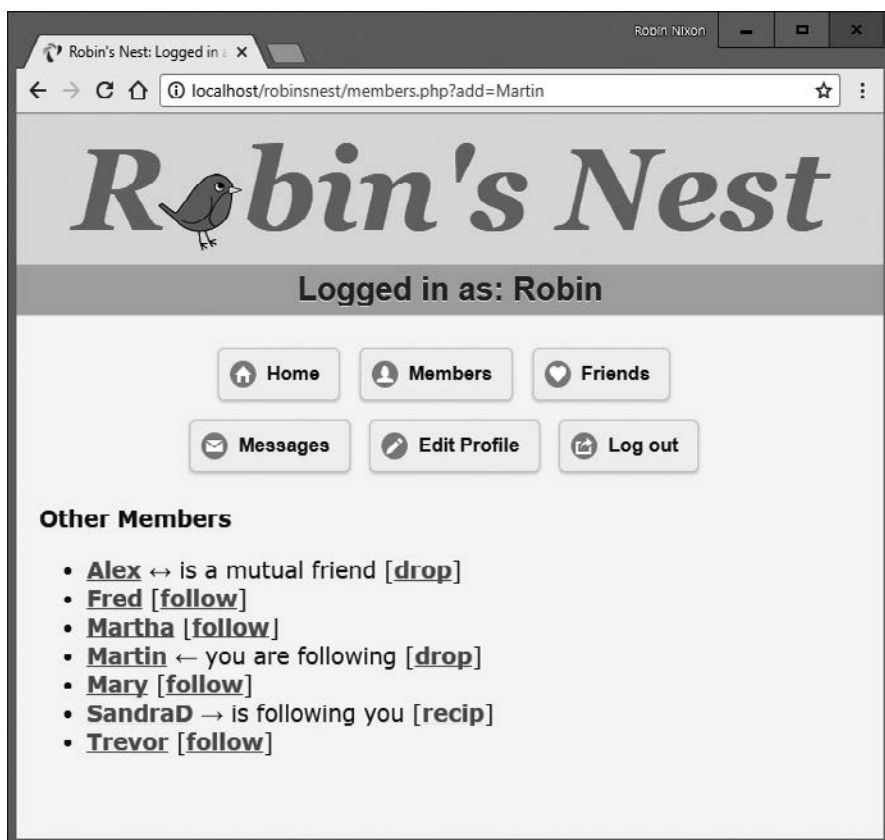 Robin Nixon
Robin's Nest: Logged in a
localhost/robinsnest/members.php?add=Martin
Robin's Nest
Logged in as: Robin
Home Members Friends
Messages Edit Profile Log out
Other Members
• Alex ↔ is a mutual friend [drop]
• Fred [follow]
• Martha [follow]
• Martin ← you are following [drop]
• Mary [follow]
• SandraD → is following you [recip]
• Trevor [follow]